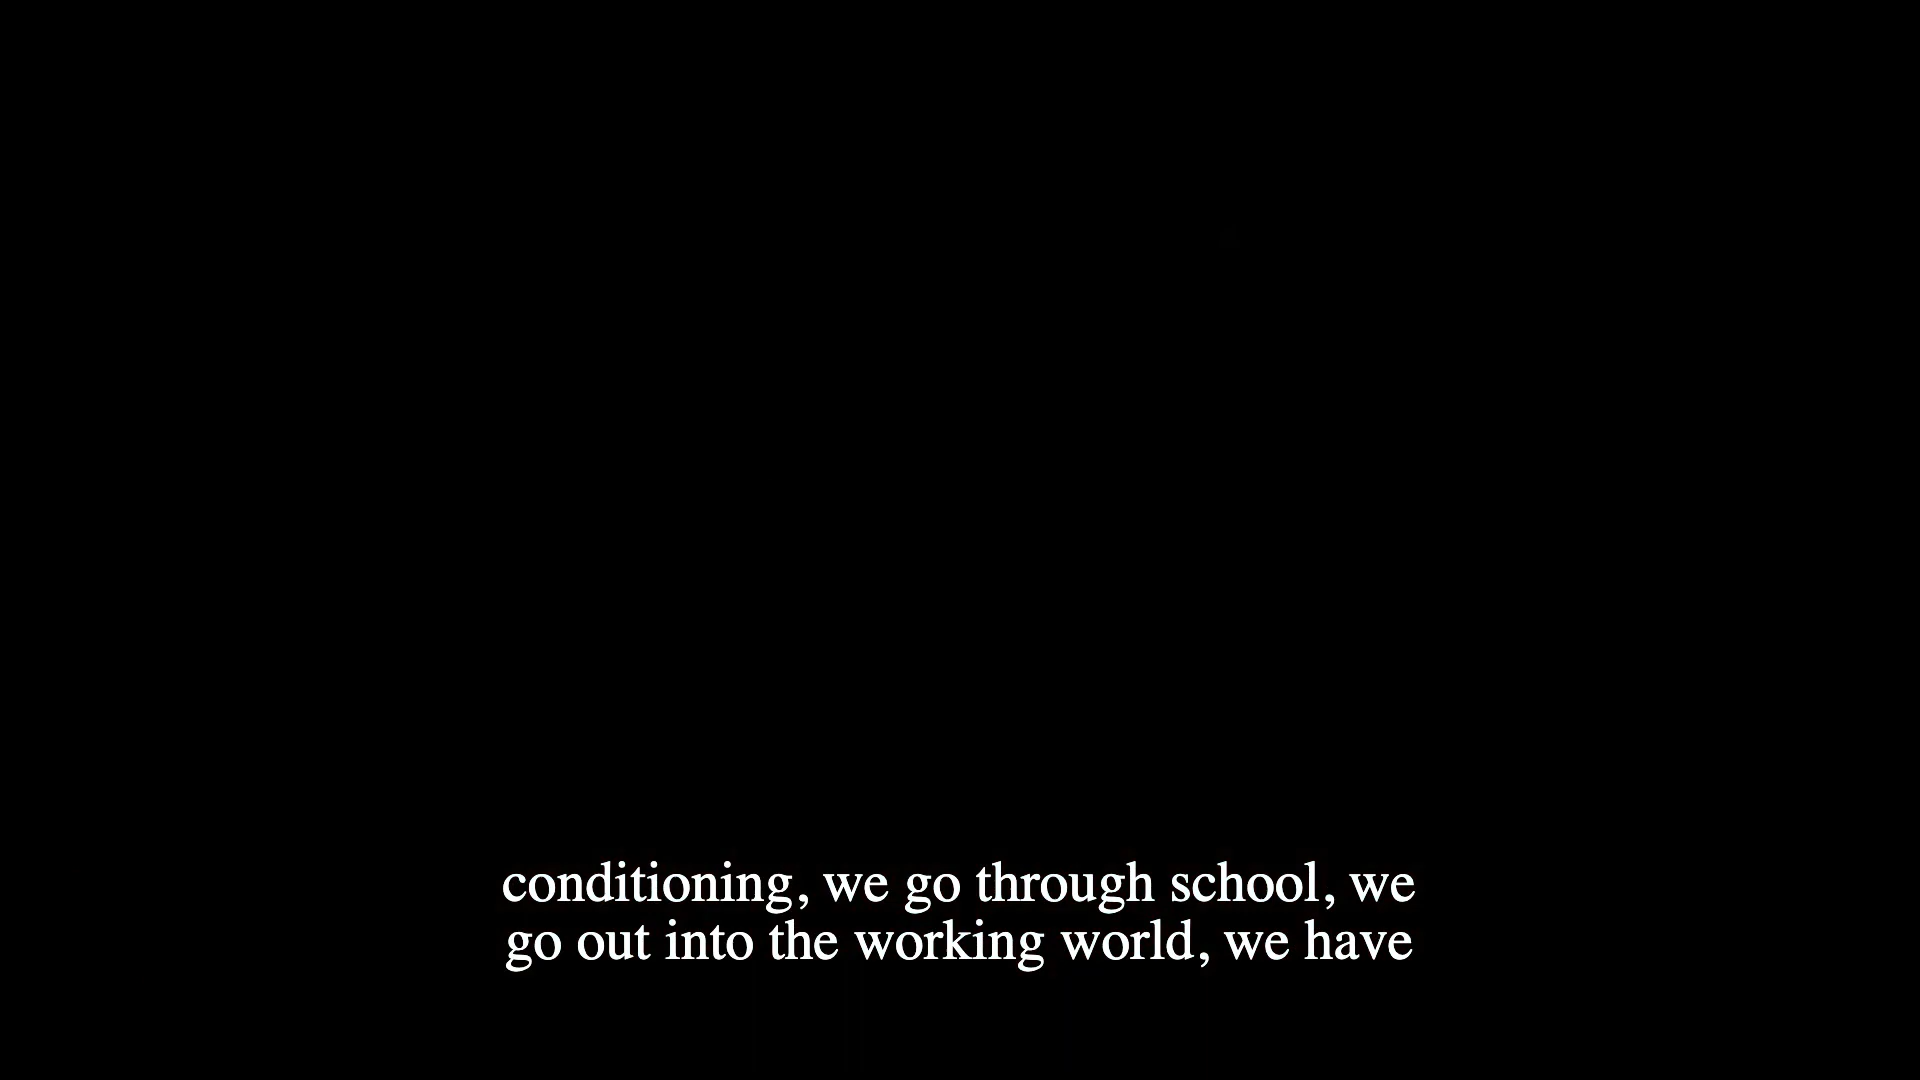 conditioning, we go through school, we
go out into the working world, we have